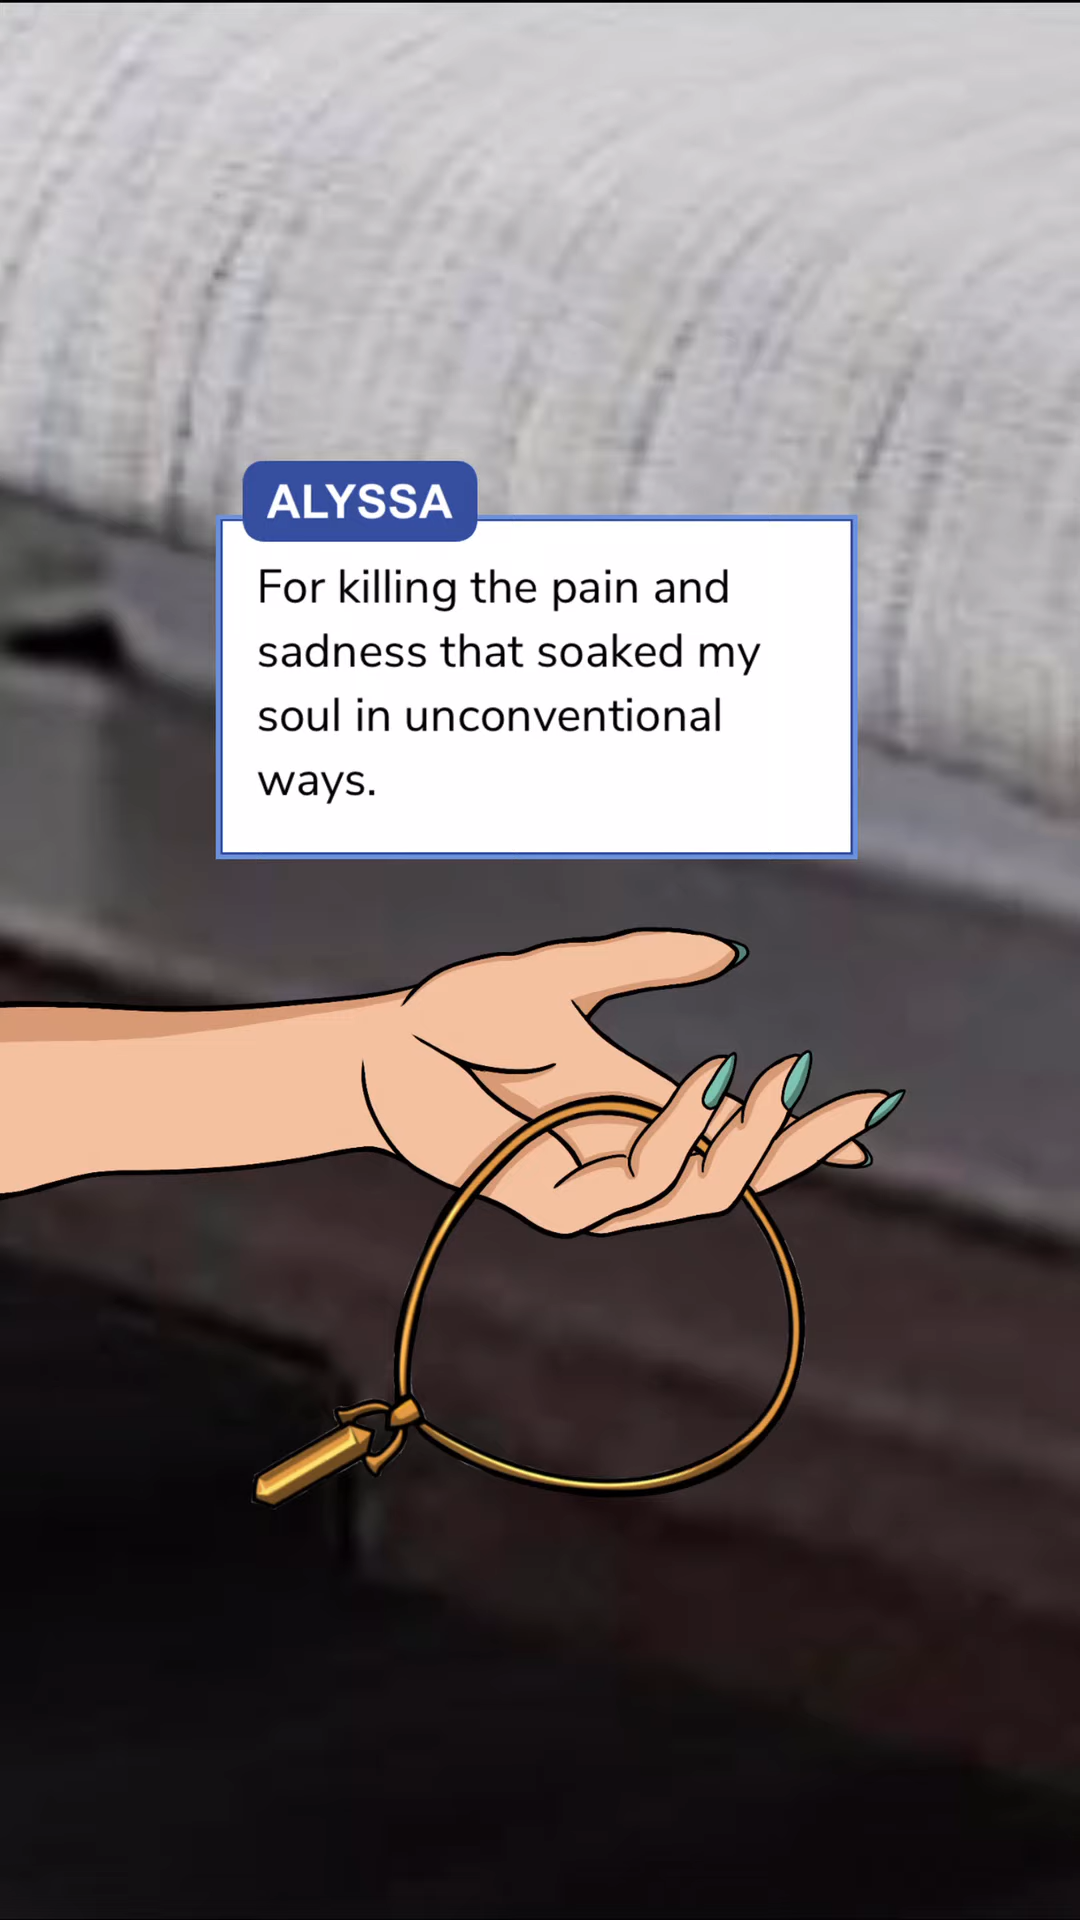 ALYSSA
For killing the pain and
sadness that soaked my
soul in unconventional
ways.